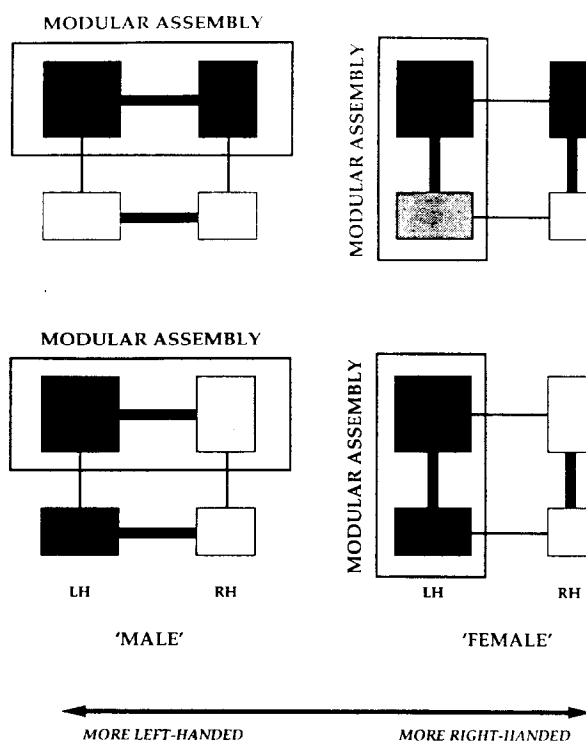 MODULAR ASSEMBLY
MODULAR ASSEMBLY
MODULAR ASSEMBLY
MODULAR ASSEMBLY
LH RH LH RH
'MALE' 'FEMALE'
MORE LEFT-HANDED MORE RIGHT-HANDED